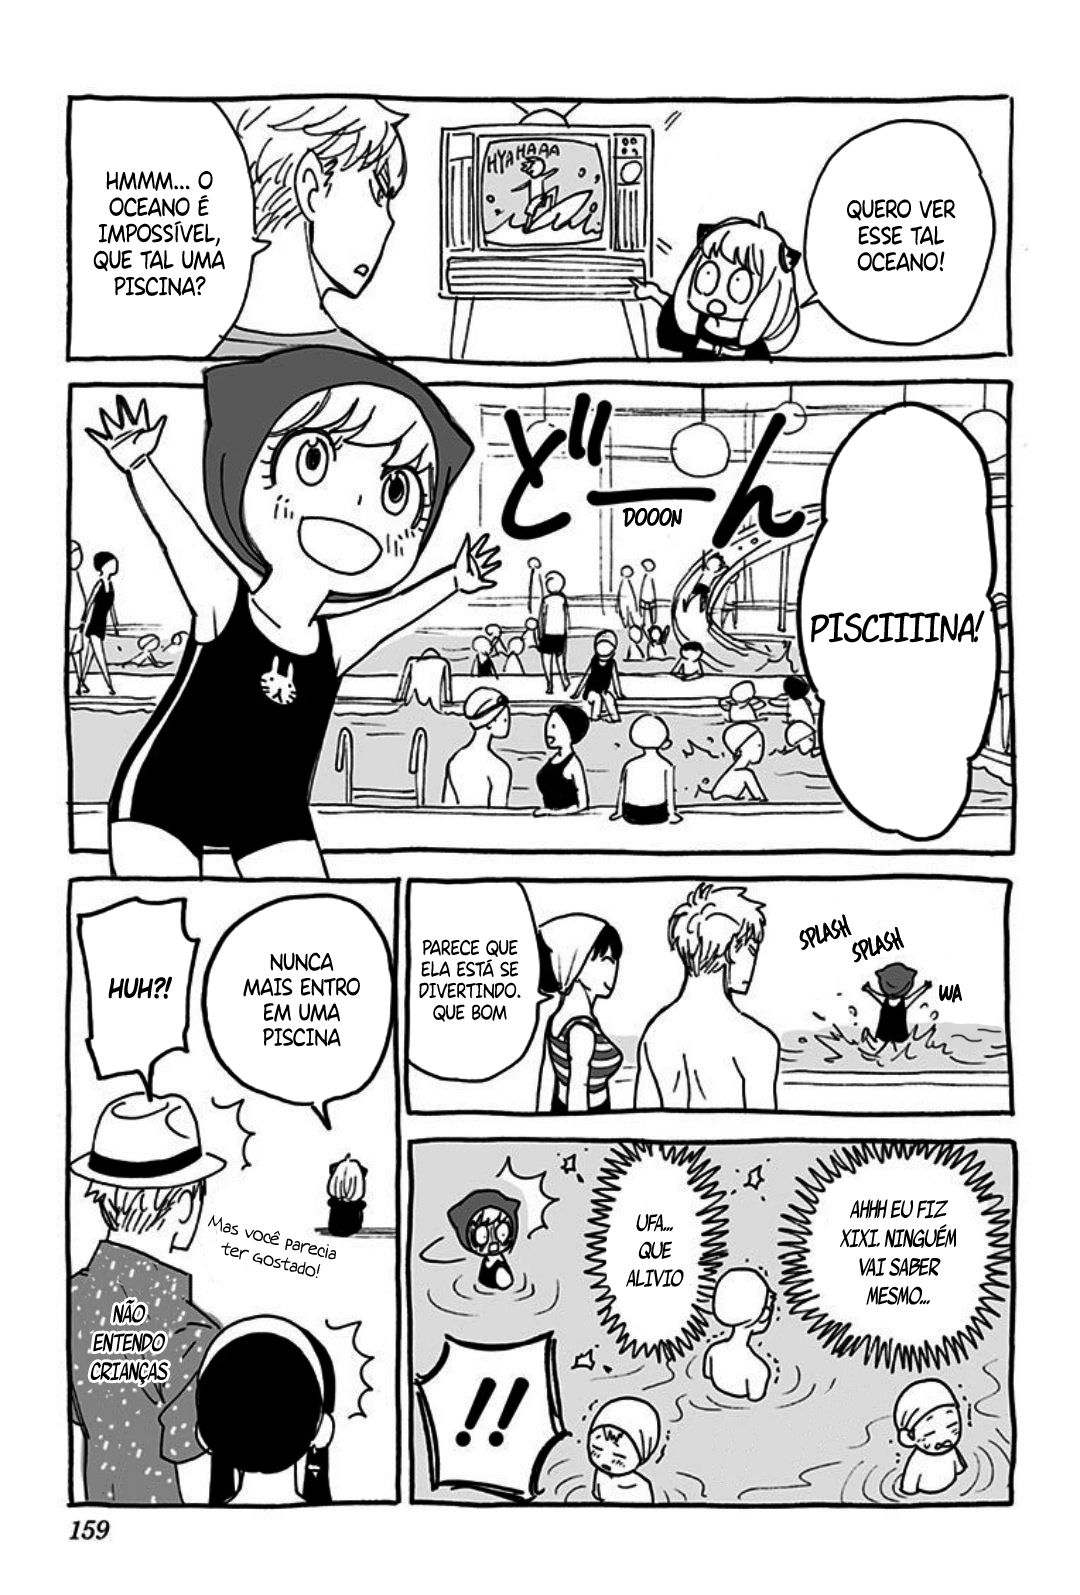 QUERO VER
ESSE TAL
OCEANO!
HYAHAAA
HMMM... O
OCEANO É
IMPOSSÍVEL,
QUE TAL UMA
PISCINA?
PISCIIIINA!
どーん
DOOON
SPLASH
SPLASH
WA
PARECE QUE
ELA ESTÁ SE
DIVERTINDO.
QUE BOM
AHHH EU FIZ
XIXI. NINGUÉM
VAI SABER
MESMO...
UFA...
QUE
ALIVIO
!!
NUNCA
MAIS ENTRO
EM UMA
PISCINA
HUH?!
Mas você parecia
ter Gostado!
NÃO
ENTENDO
CRIANÇAS
159